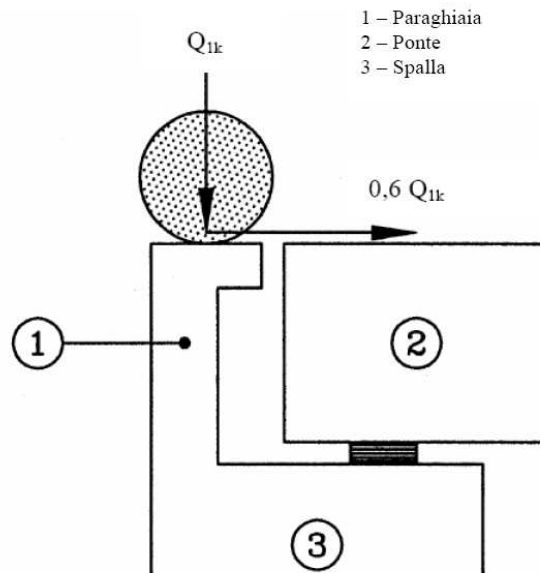 1 – Paraghiaia
2 – Ponte
3 – Spalla
Q1k
0,6 Q1k
1
2
3